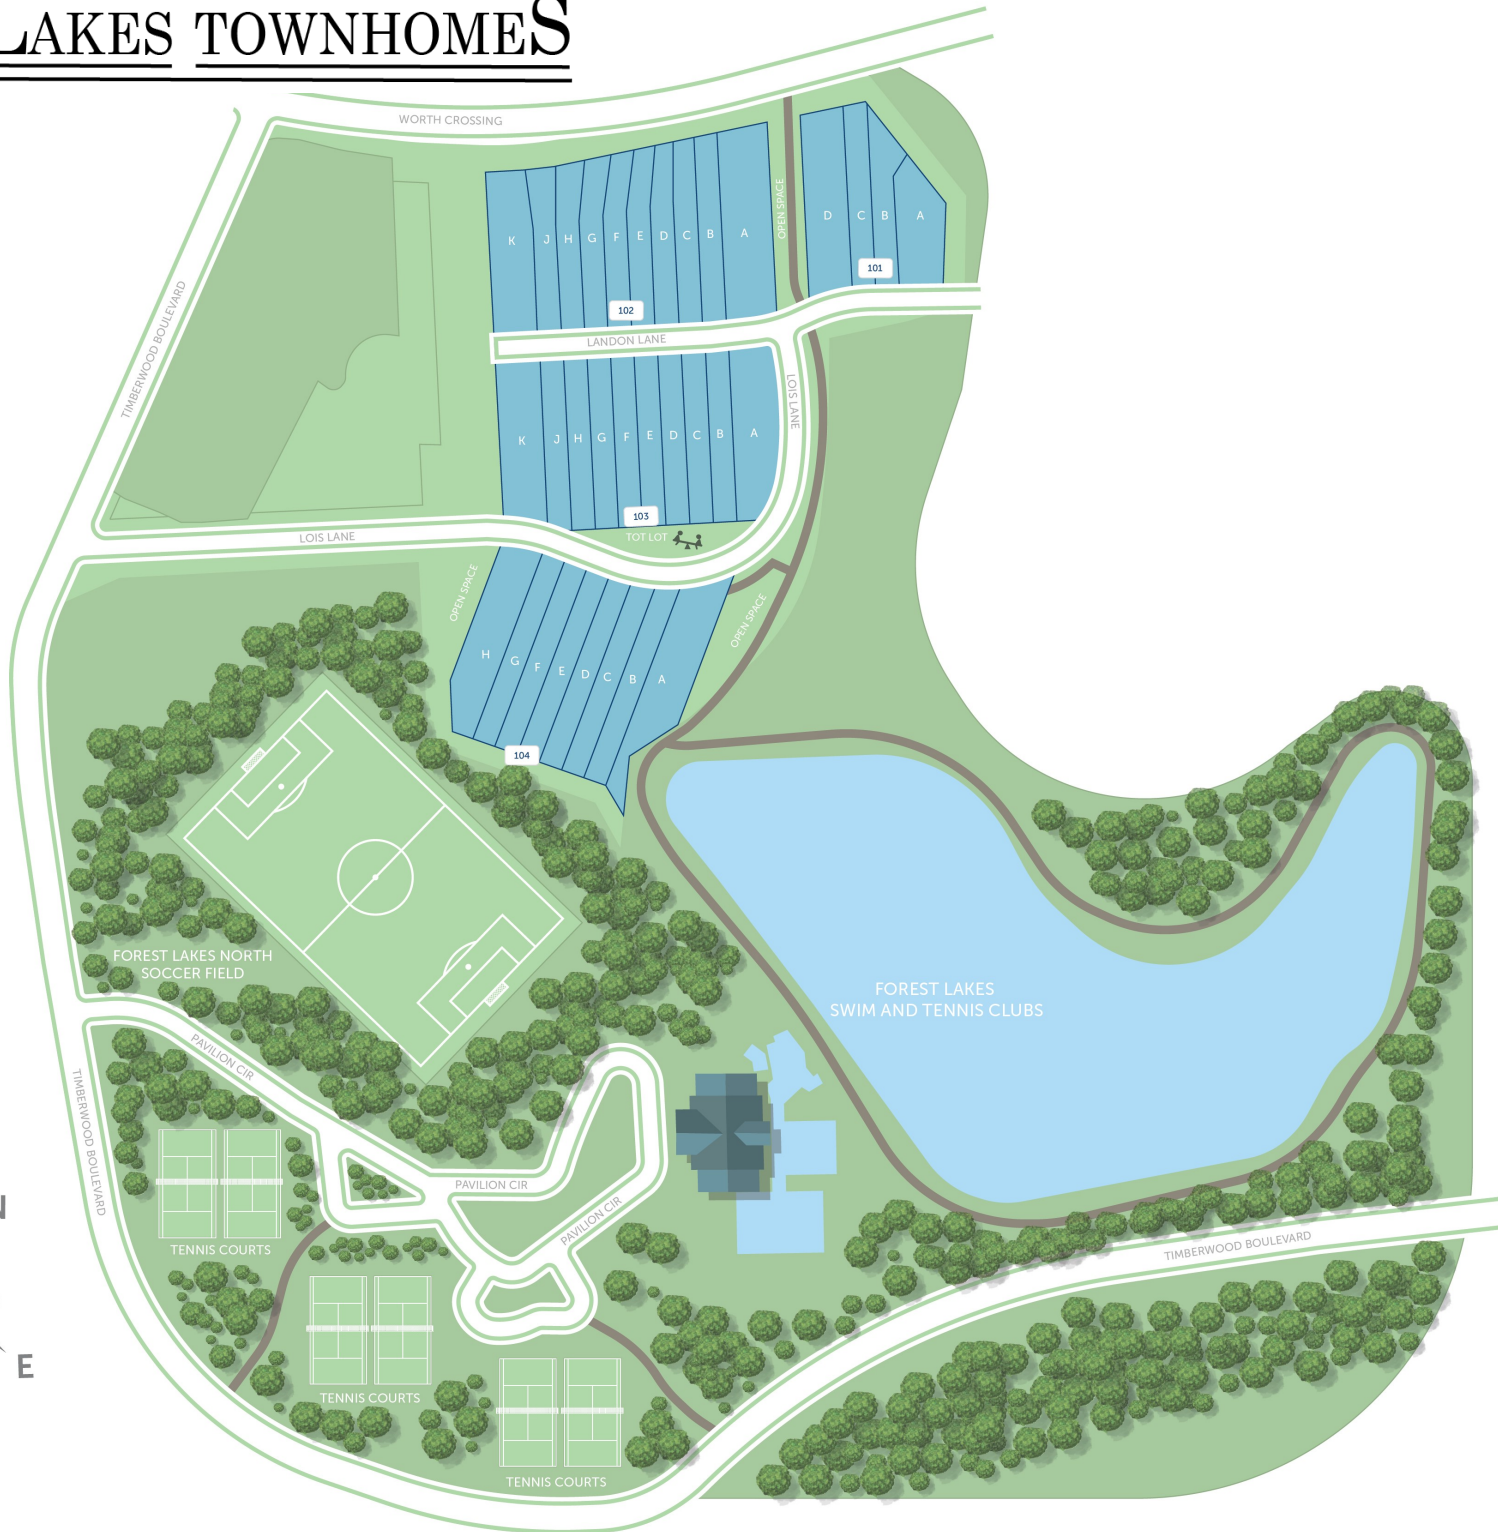 LAKES TOWNHOMES
WORTH CROSSING
TIMBERWOOD BOULEVARD
OPEN SPACE
K J H G F E D C B A
D C B A
101
102
LANDON LANE
LOIS LANE
K J H G F E D C B A
103
TOT LOT
LOIS LANE
OPEN SPACE
OPEN SPACE
H G F E D C B A
104
FOREST LAKES NORTH
SOCCER FIELD
FOREST LAKES
SWIM AND TENNIS CLUBS
PAVILION CIR
TIMBERWOOD BOULEVARD
PAVILION CIR
PAVILION CIR
TENNIS COURTS
TIMBERWOOD BOULEVARD
E
TENNIS COURTS
TENNIS COURTS